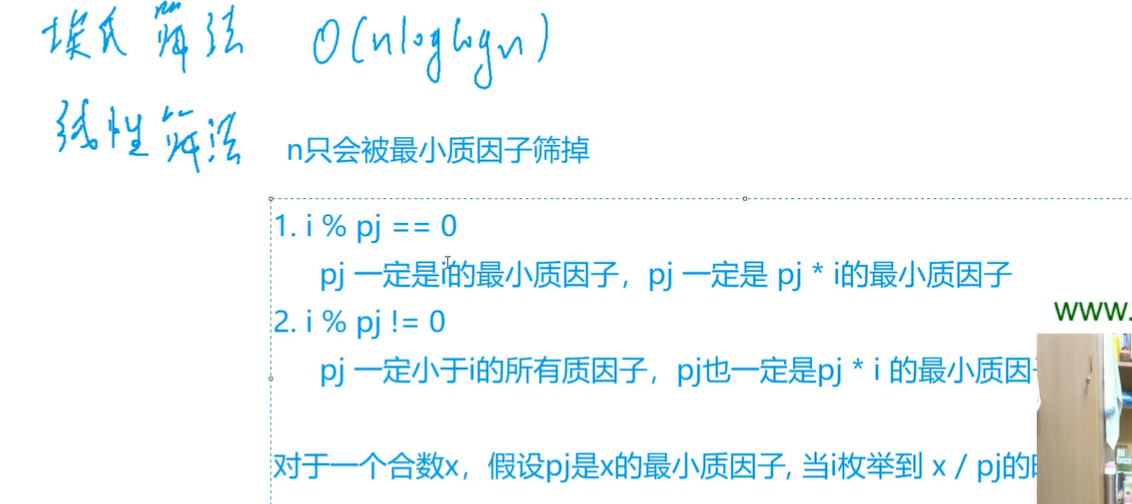 埃氏筛法 O(nloglogn)
线性筛法 n只会被最小质因子筛掉
1. i % pj == 0
pj 一定是i的最小质因子，pj 一定是 pj * i的最小质因子
www.
2. i % pj != 0
pj 一定小于i的所有质因子，pj也一定是pj * i 的最小质因
对于一个合数x，假设pj是x的最小质因子, 当i枚举到 x / pj的